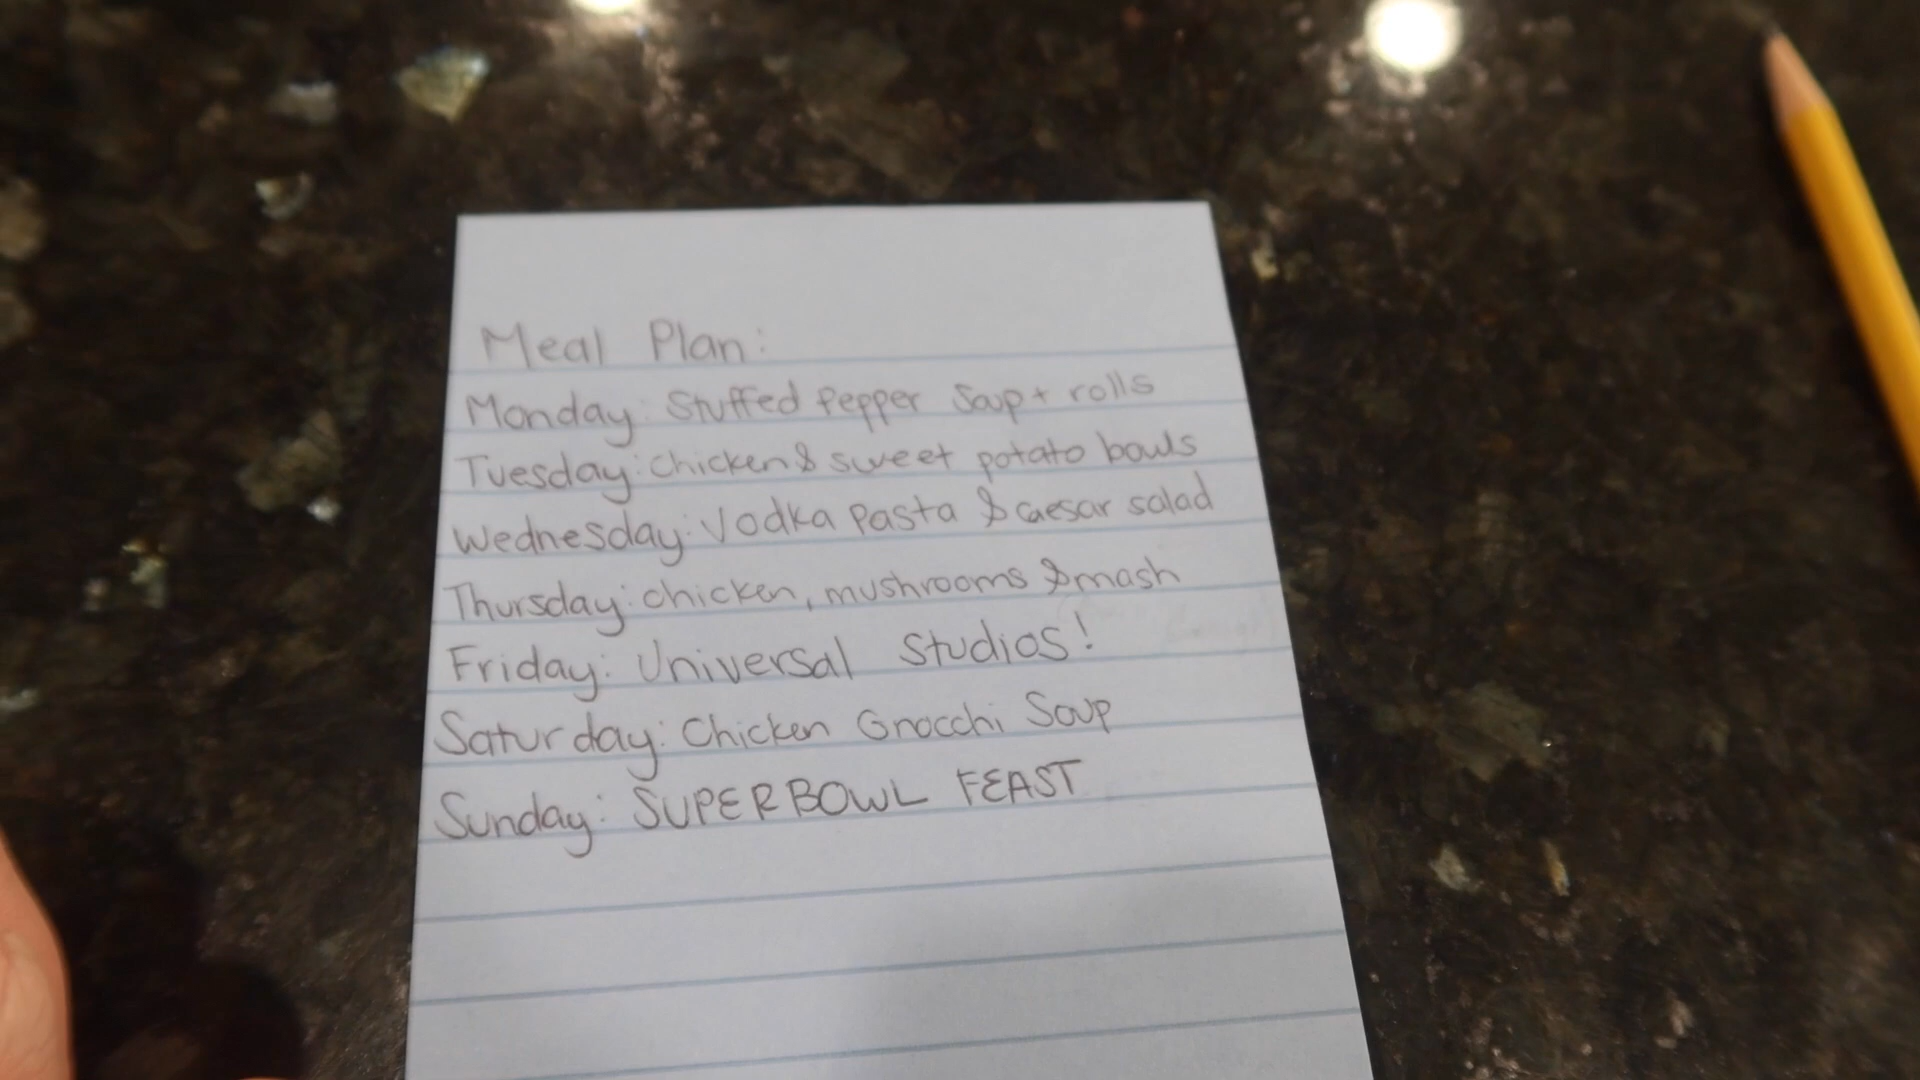 Meal Plan:
Monday: Stuffed Pepper Soup + rolls
Tuesday: Chicken & sweet potato bowls
Wednesday: Vodka Pasta & caesar salad
Thursday: chicken, mushrooms & mash
Friday: Universal Studios!
Saturday: Chicken Gnocchi Soup
Sunday: SUPERBOWL FEAST